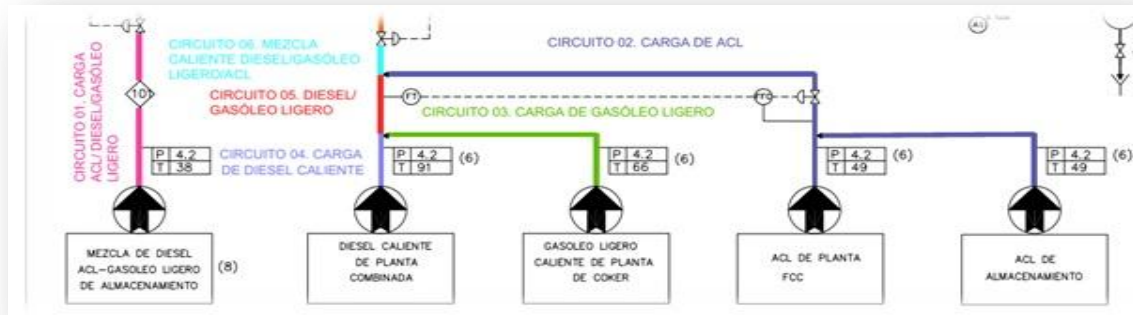 CIRCUITO 06. MEZCLA
CALIENTE DIESEL/GASÓLEO
LIGERO/ACL
CIRCUITO 02. CARGA DE ACL
CIRCUITO 01. CARGA
ACL/ DIESEL/GASÓLEO
LIGERO
101
CIRCUITO 05. DIESEL/
GASÓLEO LIGERO
FT
CIRCUITO 03. CARGA DE GASÓLEO LIGERO
P 4.2
T 38
CIRCUITO 04. CARGA
DE DIESEL CALIENTE
P 4.2
T 91
(6)
P 4.2
T 66
(6)
P 4.2
T 49
(6)
P 4.2
T 49
(6)
MEZCLA DE DIESEL
ACL-GASOLEO LIGERO
DE ALMACENAMIENTO
(8)
DIESEL CALIENTE
DE PLANTA
COMBINADA
GASOLEO LIGERO
CALIENTE DE PLANTA
DE COKER
ACL DE PLANTA
FCC
ACL DE
ALMACENAMIENTO